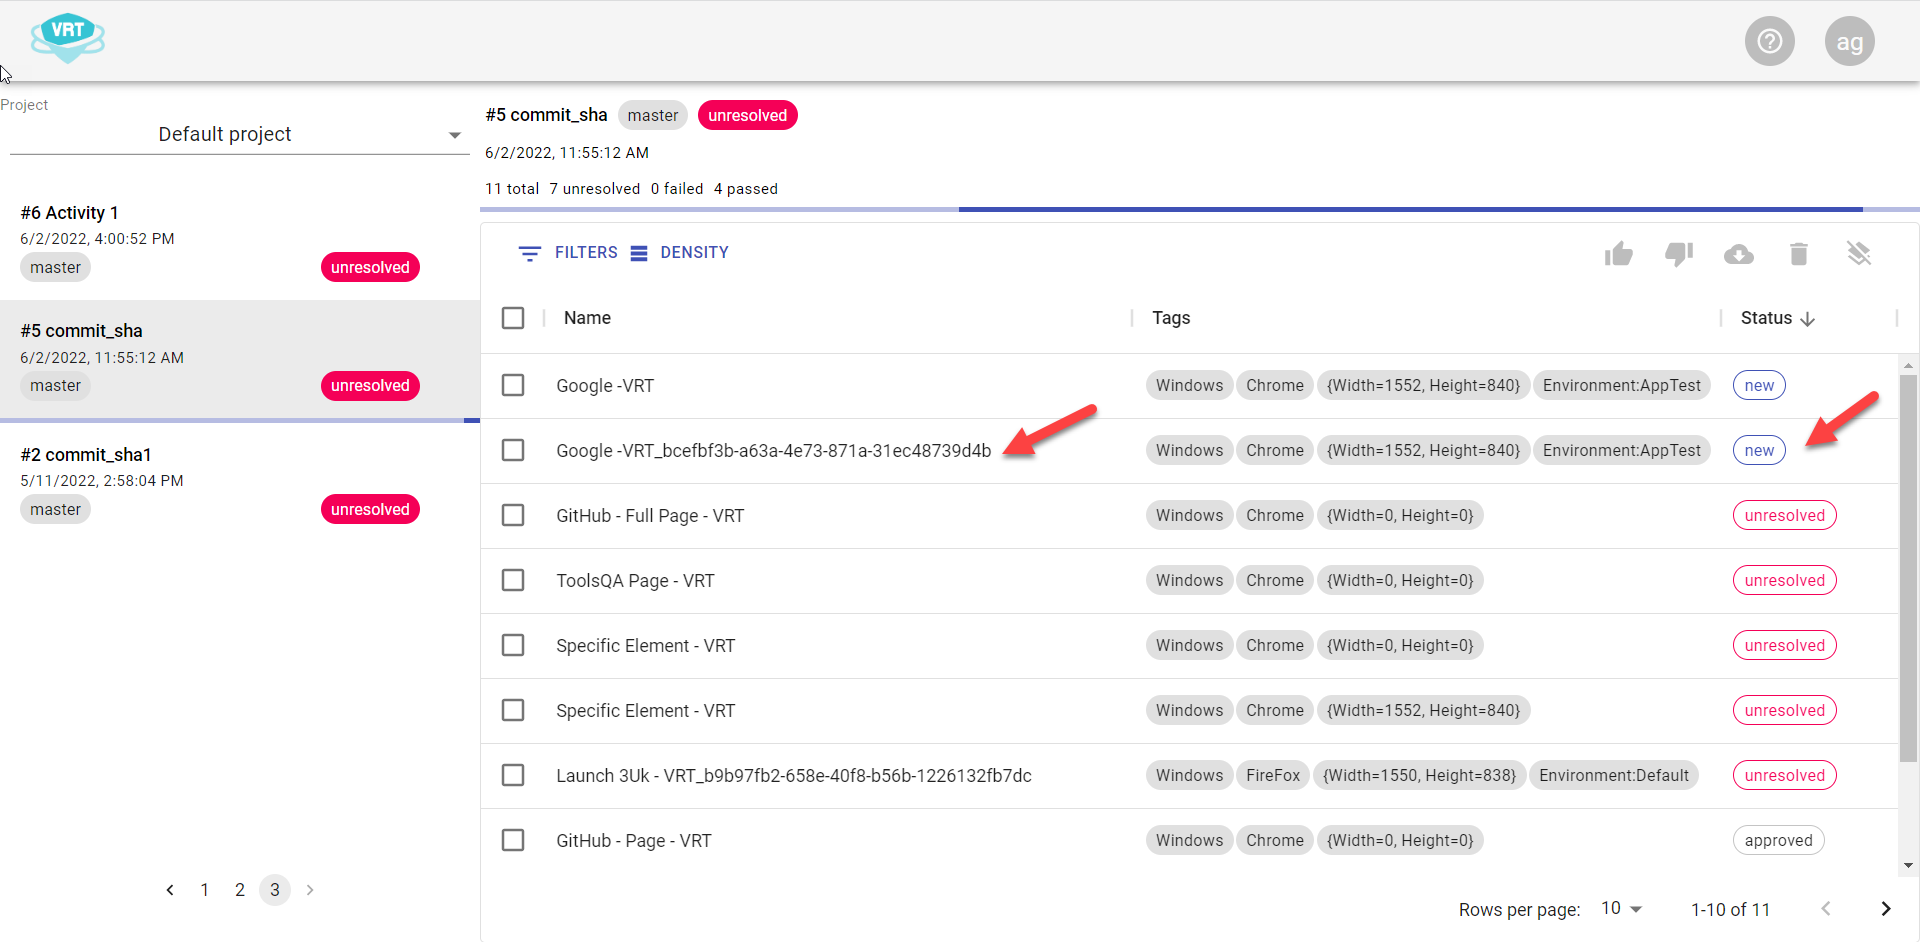 VRT
ag
Project
Default project
#6 Activity 1
6/2/2022, 4:00:52 PM
master unresolved
#5 commit_sha
6/2/2022, 11:55:12 AM
master unresolved
#2 commit_sha1
5/11/2022, 2:58:04 PM
master unresolved
1 2 3
#5 commit_sha master unresolved
6/2/2022, 11:55:12 AM
11 total 7 unresolved 0 failed 4 passed
FILTERS DENSITY
Name Tags Status
Google -VRT Windows Chrome {Width=1552, Height=840} Environment:AppTest new
Google -VRT_bcefbf3b-a63a-4e73-871a-31ec48739d4b Windows Chrome {Width=1552, Height=840} Environment:AppTest new
GitHub - Full Page - VRT Windows Chrome {Width=0, Height=0} unresolved
ToolsQA Page - VRT Windows Chrome {Width=0, Height=0} unresolved
Specific Element - VRT Windows Chrome {Width=0, Height=0} unresolved
Specific Element - VRT Windows Chrome {Width=1552, Height=840} unresolved
Launch 3Uk - VRT_b9b97fb2-658e-40f8-b56b-1226132fb7dc Windows FireFox {Width=1550, Height=838} Environment:Default unresolved
GitHub - Page - VRT Windows Chrome {Width=0, Height=0} approved
Rows per page: 10 1-10 of 11